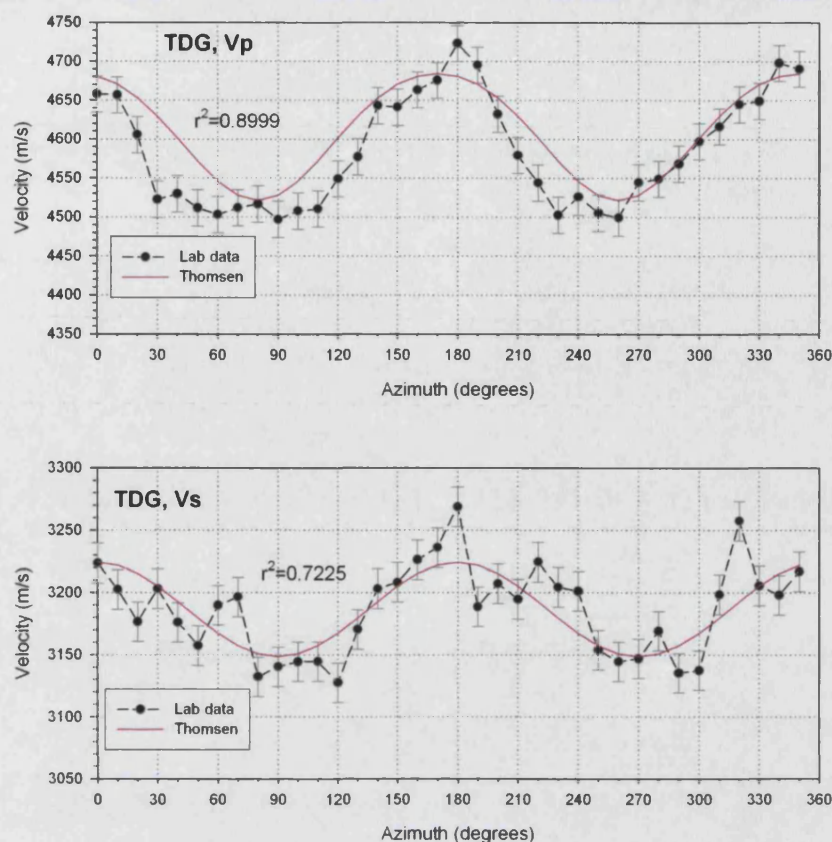 TDG, Vp
r²=0.8999
Velocity (m/s)
4750
4700
4650
4600
4550
4500
4450
4400
4350
Lab data
Thomsen
0 30 60 90 120 150 180 210 240 270 300 330 360
Azimuth (degrees)
TDG, Vs
r²=0.7225
Velocity (m/s)
3300
3250
3200
3150
3100
3050
Lab data
Thomsen
0 30 60 90 120 150 180 210 240 270 300 330 360
Azimuth (degrees)